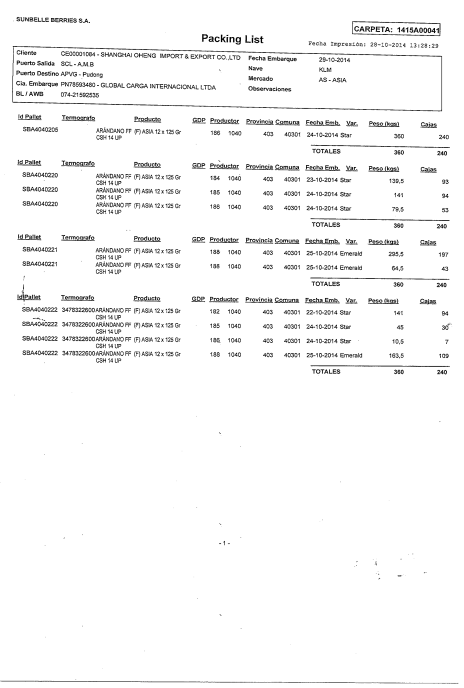 SUNBELLE BERRIES S.A.
CARPETA: 1415A00041
Packing List
Fecha Impresión: 28-10-2014 13:28:29
Cliente CE00001094 - SHANGHAI OHENG IMPORT & EXPORT CO.,LTD Fecha Embarque 29-10-2014
Puerto Salida SCL - A.M.B Nave KLM
Puerto Destino APVG - Pudong Mercado AS - ASIA
Cia. Embarque PN78593480 - GLOBAL CARGA INTERNACIONAL LTDA Observaciones
BL / AWB 074-21592535
Id Pallet Termografo Producto GDP Productor Provincia Comuna Fecha Emb. Var. Peso (kgs) Cajas
SBA4040205 ARÁNDANO FF (F) ASIA 12 x 125 Gr 186 1040 403 40301 24-10-2014 Star 360 240
CSH 14 UP
TOTALES 360 240
Id Pallet Termografo Producto GDP Productor Provincia Comuna Fecha Emb. Var. Peso (kgs) Cajas
SBA4040220 ARÁNDANO FF (F) ASIA 12 x 125 Gr 184 1040 403 40301 23-10-2014 Star 139,5 93
CSH 14 UP
SBA4040220 ARÁNDANO FF (F) ASIA 12 x 125 Gr 185 1040 403 40301 24-10-2014 Star 141 94
CSH 14 UP
SBA4040220 ARÁNDANO FF (F) ASIA 12 x 125 Gr 186 1040 403 40301 24-10-2014 Star 79,5 53
CSH 14 UP
TOTALES 360 240
Id Pallet Termografo Producto GDP Productor Provincia Comuna Fecha Emb. Var. Peso (kgs) Cajas
SBA4040221 ARÁNDANO FF (F) ASIA 12 x 125 Gr 188 1040 403 40301 25-10-2014 Emerald 295,5 197
CSH 14 UP
SBA4040221 ARÁNDANO FF (F) ASIA 12 x 125 Gr 188 1040 403 40301 25-10-2014 Emerald 64,5 43
CSH 14 UP
TOTALES 360 240
Id Pallet Termografo Producto GDP Productor Provincia Comuna Fecha Emb. Var. Peso (kgs) Cajas
SBA4040222 3478322600 ARÁNDANO FF (F) ASIA 12 x 125 Gr 182 1040 403 40301 22-10-2014 Star 141 94
CSH 14 UP
SBA4040222 3478322600 ARÁNDANO FF (F) ASIA 12 x 125 Gr 185 1040 403 40301 24-10-2014 Star 45 30
CSH 14 UP
SBA4040222 3478322600 ARÁNDANO FF (F) ASIA 12 x 125 Gr 186 1040 403 40301 24-10-2014 Star 10,5 7
CSH 14 UP
SBA4040222 3478322600 ARÁNDANO FF (F) ASIA 12 x 125 Gr 188 1040 403 40301 25-10-2014 Emerald 163,5 109
CSH 14 UP
TOTALES 360 240
- 1 -